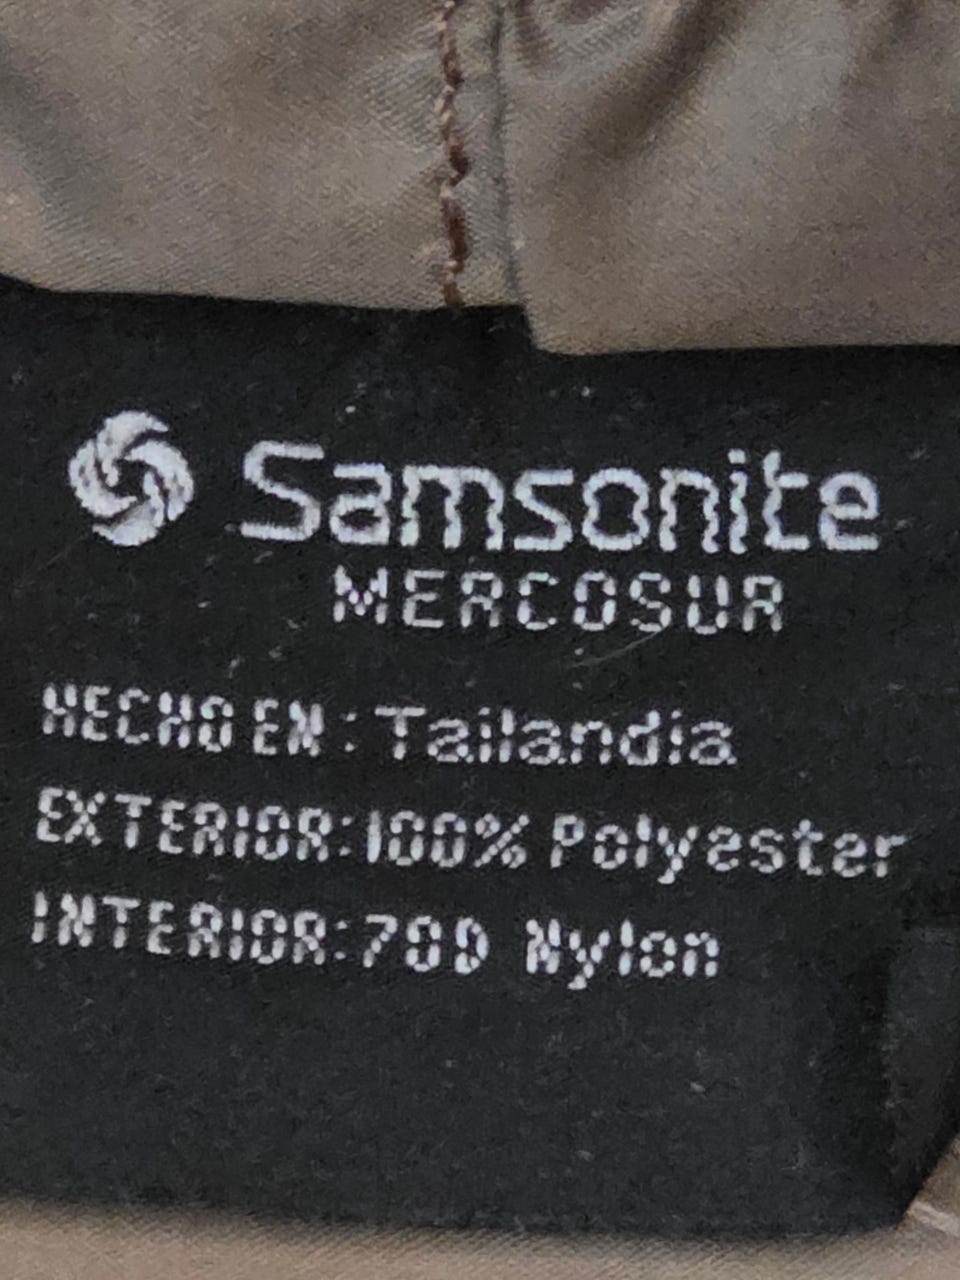 Samsonite
MERCOSUR
HECHO EN: Tailandia
EXTERIOR:100% Polyester
INTERIOR:70D Nylon